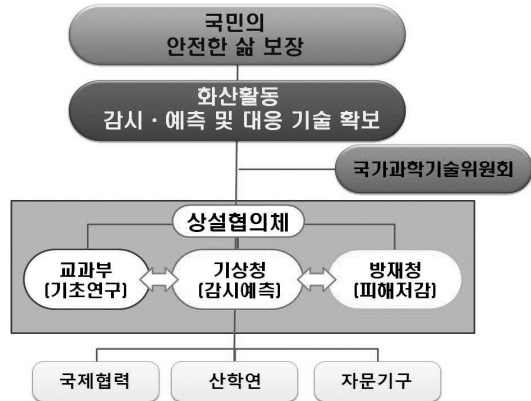 국민의
안전한 삶 보장
화산활동
감시 · 예측 및 대응 기술 확보
국가과학기술위원회
상설협의체
교과부
(기초연구)
기상청
(감시예측)
방재청
(피해저감)
국제협력
산학연
자문기구